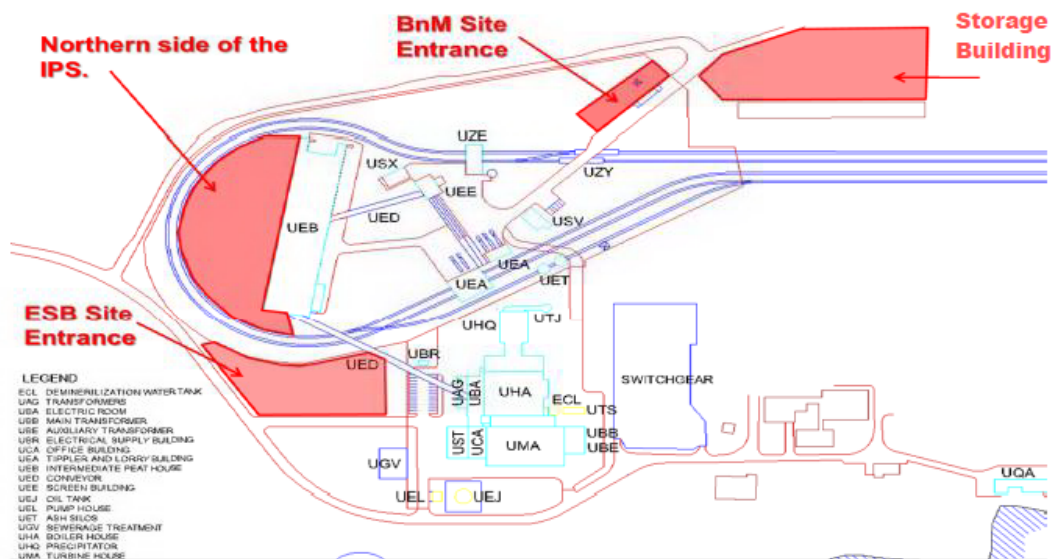 Northern side of the
IPS.
BnM Site
Entrance
Storage
Building
UZE
USX
UEE
UZY
UED
UEB
USV
UEA
UEA
UET
ESB Site
Entrance
UHQ
UTJ
UED
UBR
SWITCHGEAR
UAG
UBA
UHA
ECL
UTS
UST
UCA
UMA
UBB
UBE
UGV
UEL
UEJ
UQA
LEGEND
ECL DEMINERILIZATION WATER TANK
UAG TRANSFORMERS
UBA ELECTRIC ROOM
UBB MAIN TRANSFORMER
UBE AUXILIARY TRANSFORMER
UBR ELECTRICAL SUPPLY BUILDING
UCA OFFICE BUILDING
UEA TIPPLER AND LORRY BUILDING
UEB INTERMEDIATE PEAT HOUSE
UED CONVEYOR
UEE SCREEN BUILDING
UEJ OIL TANK
UEL PUMP HOUSE
UET ASH SILOS
UGV SEWERAGE TREATMENT
UHA BOILER HOUSE
UHQ PRECIPITATOR
UMA TURBINE HOUSE